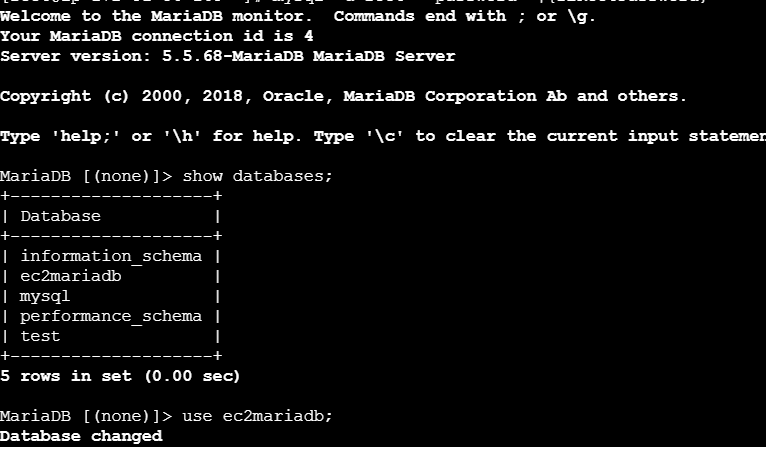 Welcome to the MariaDB monitor.  Commands end with ; or \g.
Your MariaDB connection id is 4
Server version: 5.5.68-MariaDB MariaDB Server
Copyright (c) 2000, 2018, Oracle, MariaDB Corporation Ab and others.
Type 'help;' or '\h' for help. Type '\c' to clear the current input statemen
MariaDB [(none)]> show databases;
+--------------------+
| Database           |
+--------------------+
| information_schema |
| ec2mariadb         |
| mysql              |
| performance_schema |
| test               |
+--------------------+
5 rows in set (0.00 sec)
MariaDB [(none)]> use ec2mariadb;
Database changed